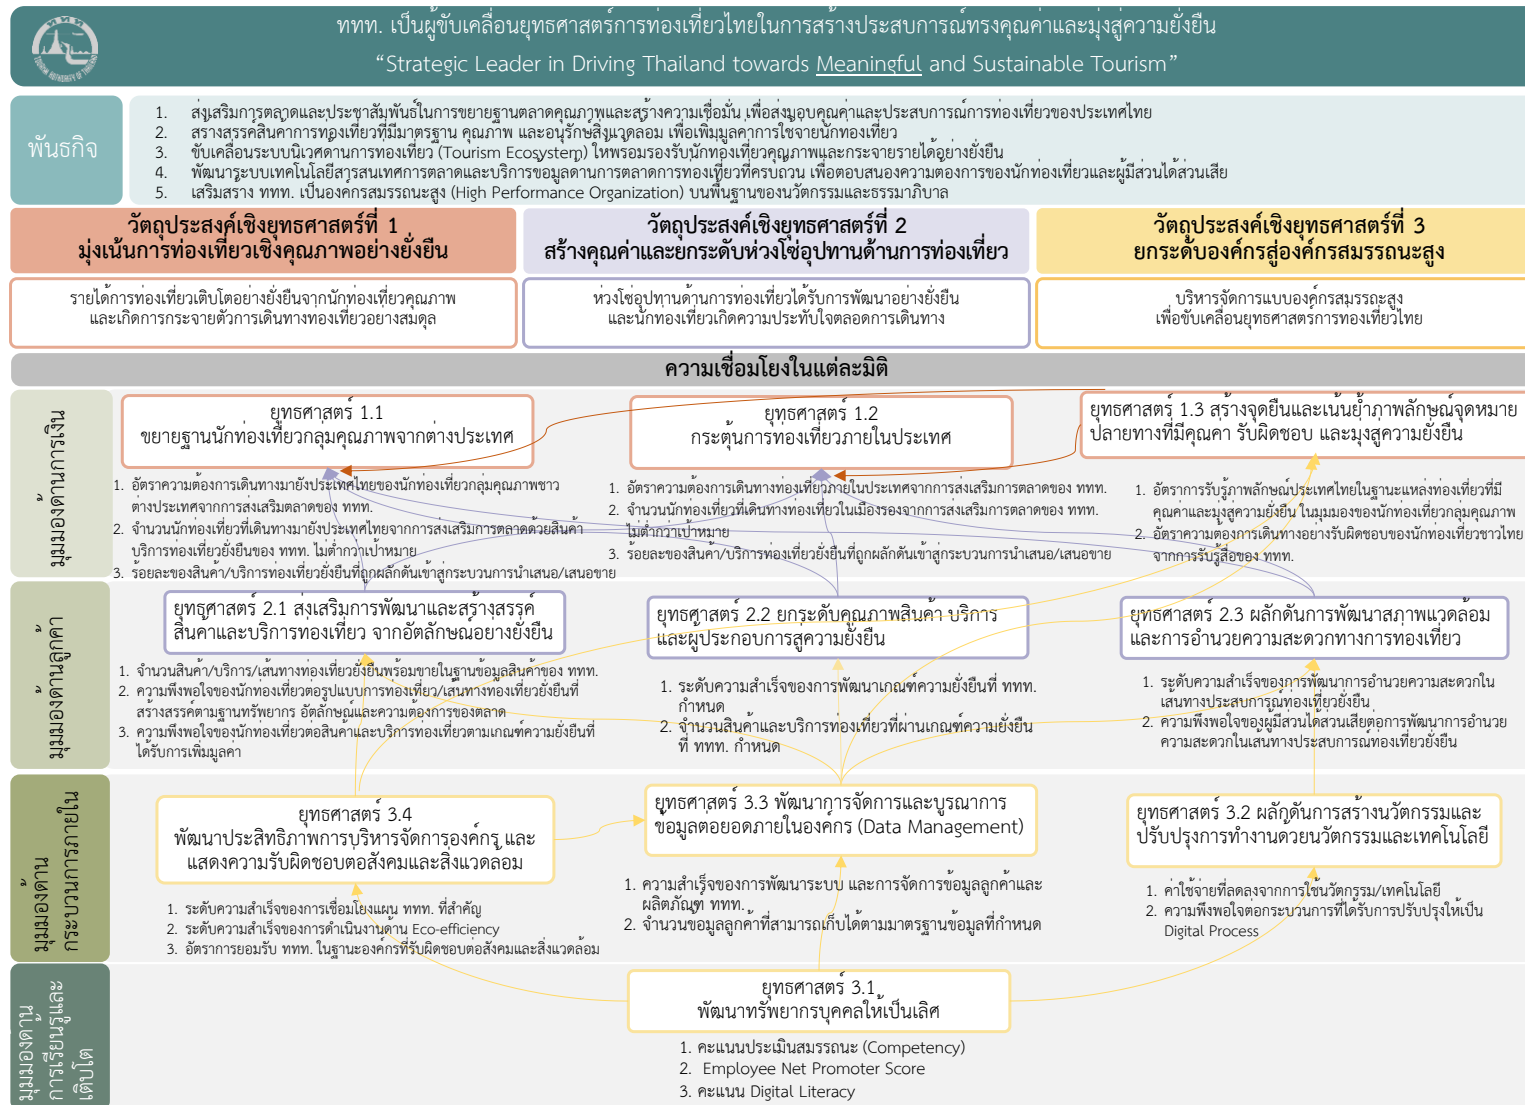 ททท. เป็นผู้ขับเคลื่อนยุทธศาสตร์การท่องเที่ยวไทยในการสร้างประสบการณ์ทรงคุณค่าและมุ่งสู่ความยั่งยืน
"Strategic Leader in Driving Thailand towards Meaningful and Sustainable Tourism"
ททท
TOURISM AUTHORITY OF THAILAND
พันธกิจ
1. ส่งเสริมการตลาดและประชาสัมพันธ์ในการขยายฐานตลาดคุณภาพและสร้างความเชื่อมั่น เพื่อส่งมอบคุณค่าและประสบการณ์การท่องเที่ยวของประเทศไทย
2. สร้างสรรค์สินค้าการท่องเที่ยวที่มีมาตรฐาน คุณภาพ และอนุรักษ์สิ่งแวดล้อม เพื่อเพิ่มมูลค่าการใช้จ่ายนักท่องเที่ยว
3. ขับเคลื่อนระบบนิเวศด้านการท่องเที่ยว (Tourism Ecosystem) ให้พร้อมรองรับนักท่องเที่ยวคุณภาพและกระจายรายได้อย่างยั่งยืน
4. พัฒนาระบบเทคโนโลยีสารสนเทศการตลาดและบริการข้อมูลด้านการตลาดการท่องเที่ยวที่ครบถ้วน เพื่อตอบสนองความต้องการของนักท่องเที่ยวและผู้มีส่วนได้ส่วนเสีย
5. เสริมสร้าง ททท. เป็นองค์กรสมรรถนะสูง (High Performance Organization) บนพื้นฐานของนวัตกรรมและธรรมาภิบาล
วัตถุประสงค์เชิงยุทธศาสตร์ที่ 1
มุ่งเน้นการท่องเที่ยวเชิงคุณภาพอย่างยั่งยืน
วัตถุประสงค์เชิงยุทธศาสตร์ที่ 2
สร้างคุณค่าและยกระดับห่วงโซ่อุปทานด้านการท่องเที่ยว
วัตถุประสงค์เชิงยุทธศาสตร์ที่ 3
ยกระดับองค์กรสู่องค์กรสมรรถนะสูง
รายได้การท่องเที่ยวเติบโตอย่างยั่งยืนจากนักท่องเที่ยวคุณภาพ
และเกิดการกระจายตัวการเดินทางท่องเที่ยวอย่างสมดุล
ห่วงโซ่อุปทานด้านการท่องเที่ยวได้รับการพัฒนาอย่างยั่งยืน
และนักท่องเที่ยวเกิดความประทับใจตลอดการเดินทาง
บริหารจัดการแบบองค์กรสมรรถะสูง
เพื่อขับเคลื่อนยุทธศาสตร์การท่องเที่ยวไทย
ความเชื่อมโยงในแต่ละมิติ
มุมมองด้านการเงิน
ยุทธศาสตร์ 1.1
ขยายฐานนักท่องเที่ยวกลุ่มคุณภาพจากต่างประเทศ
1. อัตราความต้องการเดินทางมายังประเทศไทยของนักท่องเที่ยวกลุ่มคุณภาพชาว
ต่างประเทศจากการส่งเสริมตลาดของ ททท.
2. จำนวนนักท่องเที่ยวที่เดินทางมายังประเทศไทยจากการส่งเสริมการตลาดด้วยสินค้า
บริการท่องเที่ยวยั่งยืนของ ททท. ไม่ต่ำกว่าเป้าหมาย
3. ร้อยละของสินค้า/บริการท่องเที่ยวยั่งยืนที่ถูกผลักดันเข้าสู่กระบวนการนำเสนอ/เสนอขาย
ยุทธศาสตร์ 1.2
กระตุ้นการท่องเที่ยวภายในประเทศ
1. อัตราความต้องการเดินทางท่องเที่ยวภายในประเทศจากการส่งเสริมการตลาดของ ททท.
2. จำนวนนักท่องเที่ยวที่เดินทางท่องเที่ยวในเมืองรองจากการส่งเสริมการตลาดของ ททท.
ไม่ต่ำกว่าเป้าหมาย
3. ร้อยละของสินค้า/บริการท่องเที่ยวยั่งยืนที่ถูกผลักดันเข้าสู่กระบวนการนำเสนอ/เสนอขาย
ยุทธศาสตร์ 1.3 สร้างจุดยืนและเน้นย้ำภาพลักษณ์จุดหมาย
ปลายทางที่มีคุณค่า รับผิดชอบ และมุ่งสู่ความยั่งยืน
1. อัตราการรับรู้ภาพลักษณ์ประเทศไทยในฐานะแหล่งท่องเที่ยวที่มี
คุณค่าและมุ่งสู่ความยั่งยืน ในมุมมองของนักท่องเที่ยวกลุ่มคุณภาพ
2. อัตราความต้องการเดินทางอย่างรับผิดชอบของนักท่องเที่ยวชาวไทย
จากการรับรู้สื่อของ ททท.
มุมมองด้านลูกค้า
ยุทธศาสตร์ 2.1 ส่งเสริมการพัฒนาและสร้างสรรค์
สินค้าและบริการท่องเที่ยว จากอัตลักษณ์อย่างยั่งยืน
1. จำนวนสินค้า/บริการ/เส้นทางท่องเที่ยวยั่งยืนพร้อมขายในฐานข้อมูลสินค้าของ ททท.
2. ความพึงพอใจของนักท่องเที่ยวต่อรูปแบบการท่องเที่ยว/เส้นทางท่องเที่ยวยั่งยืนที่
สร้างสรรค์ตามฐานทรัพยากร อัตลักษณ์และความต้องการของตลาด
3. ความพึงพอใจของนักท่องเที่ยวต่อสินค้าและบริการท่องเที่ยวตามเกณฑ์ความยั่งยืนที่
ได้รับการเพิ่มมูลค่า
ยุทธศาสตร์ 2.2 ยกระดับคุณภาพสินค้า บริการ
และผู้ประกอบการสู่ความยั่งยืน
1. ระดับความสำเร็จของการพัฒนาเกณฑ์ความยั่งยืนที่ ททท.
กำหนด
2. จำนวนสินค้าและบริการท่องเที่ยวที่ผ่านเกณฑ์ความยั่งยืน
ที่ ททท. กำหนด
ยุทธศาสตร์ 2.3 ผลักดันการพัฒนาสภาพแวดล้อม
และการอำนวยความสะดวกทางการท่องเที่ยว
1. ระดับความสำเร็จของการพัฒนาการอำนวยความสะดวกใน
เส้นทางประสบการณ์ท่องเที่ยวยั่งยืน
2. ความพึงพอใจของผู้มีส่วนได้ส่วนเสียต่อการพัฒนาการอำนวย
ความสะดวกในเส้นทางประสบการณ์ท่องเที่ยวยั่งยืน
มุมมองด้าน
กระบวนการภายใน
ยุทธศาสตร์ 3.4
พัฒนาประสิทธิภาพการบริหารจัดการองค์กร และ
แสดงความรับผิดชอบต่อสังคมและสิ่งแวดล้อม
1. ระดับความสำเร็จของการเชื่อมโยงแผน ททท. ที่สำคัญ
2. ระดับความสำเร็จของการดำเนินงานด้าน Eco-efficiency
3. อัตราการยอมรับ ททท. ในฐานะองค์กรที่รับผิดชอบต่อสังคมและสิ่งแวดล้อม
ยุทธศาสตร์ 3.3 พัฒนาการจัดการและบูรณาการ
ข้อมูลต่อยอดภายในองค์กร (Data Management)
1. ความสำเร็จของการพัฒนาระบบ และการจัดการข้อมูลลูกค้าและ
ผลิตภัณฑ์ ททท.
2. จำนวนข้อมูลลูกค้าที่สามารถเก็บได้ตามมาตรฐานข้อมูลที่กำหนด
ยุทธศาสตร์ 3.2 ผลักดันการสร้างนวัตกรรมและ
ปรับปรุงการทำงานด้วยนวัตกรรมและเทคโนโลยี
1. ค่าใช้จ่ายที่ลดลงจากการใช้นวัตกรรม/เทคโนโลยี
2. ความพึงพอใจต่อกระบวนการที่ได้รับการปรับปรุงให้เป็น
Digital Process
มุมมองด้าน
การเรียนรู้และ
เติบโต
ยุทธศาสตร์ 3.1
พัฒนาทรัพยากรบุคคลให้เป็นเลิศ
1. คะแนนประเมินสมรรถนะ (Competency)
2. Employee Net Promoter Score
3. คะแนน Digital Literacy